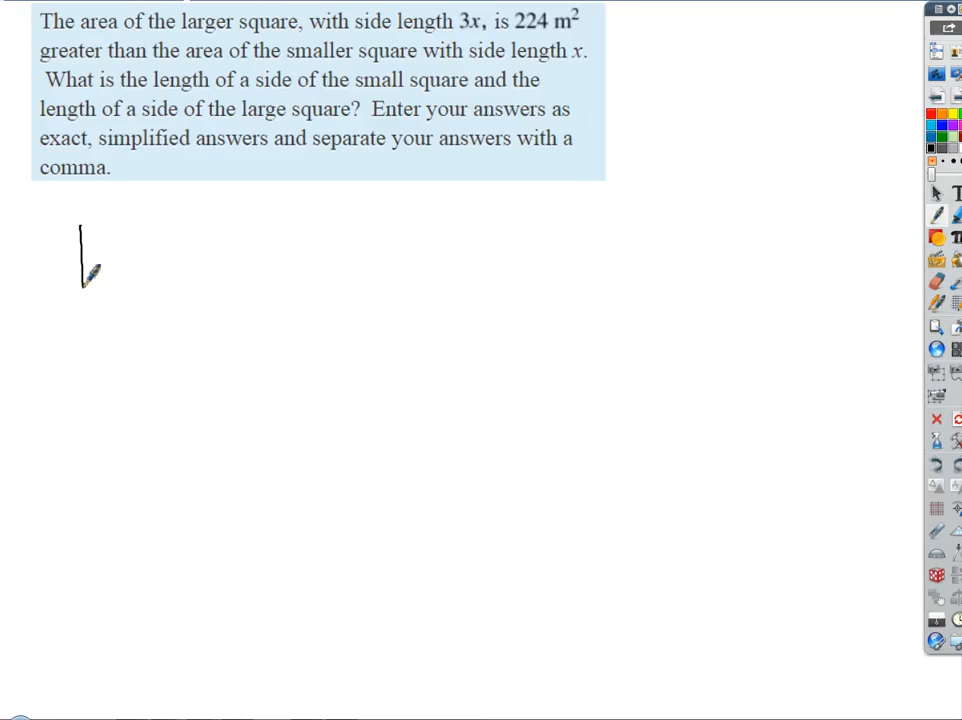 The area of the larger square, with side length 3x, is 224 m²
greater than the area of the smaller square with side length x.
What is the length of a side of the small square and the
length of a side of the large square? Enter your answers as
exact, simplified answers and separate your answers with a
comma.